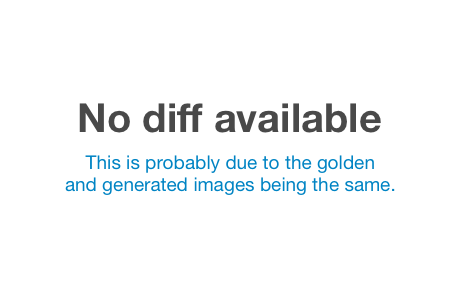 No diff available
This is probably due to the golden
and generated images being the same.